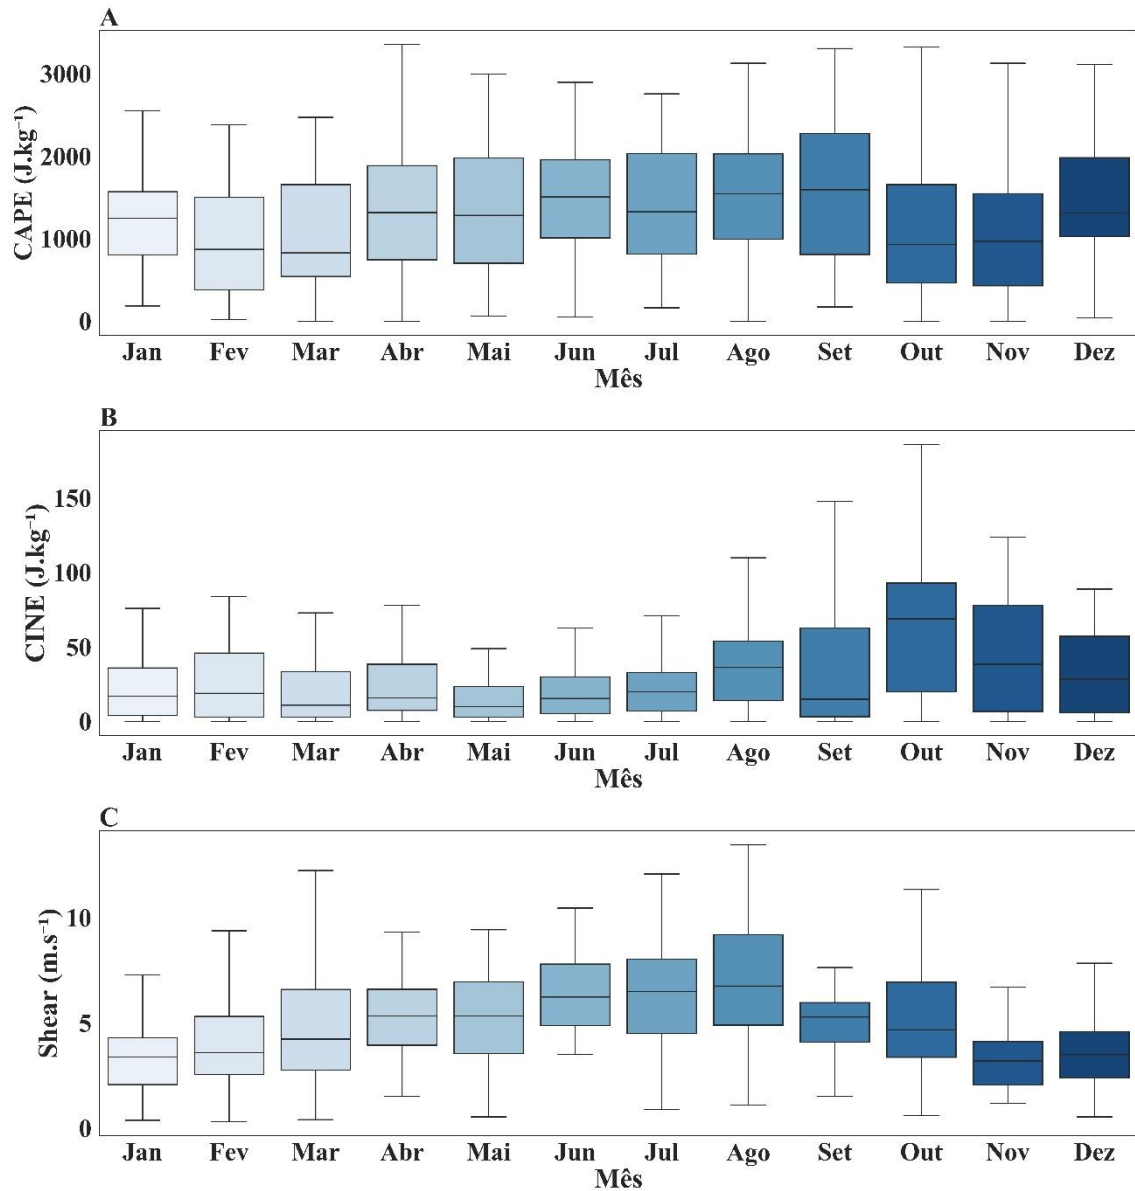 A
CAPE (J.kg⁻¹)
3000
2000
1000
0
Jan Fev Mar Abr Mai Jun Jul Ago Set Out Nov Dez
Mês
B
CINE (J.kg⁻¹)
150
100
50
0
Jan Fev Mar Abr Mai Jun Jul Ago Set Out Nov Dez
Mês
C
Shear (m.s⁻¹)
10
5
0
Jan Fev Mar Abr Mai Jun Jul Ago Set Out Nov Dez
Mês